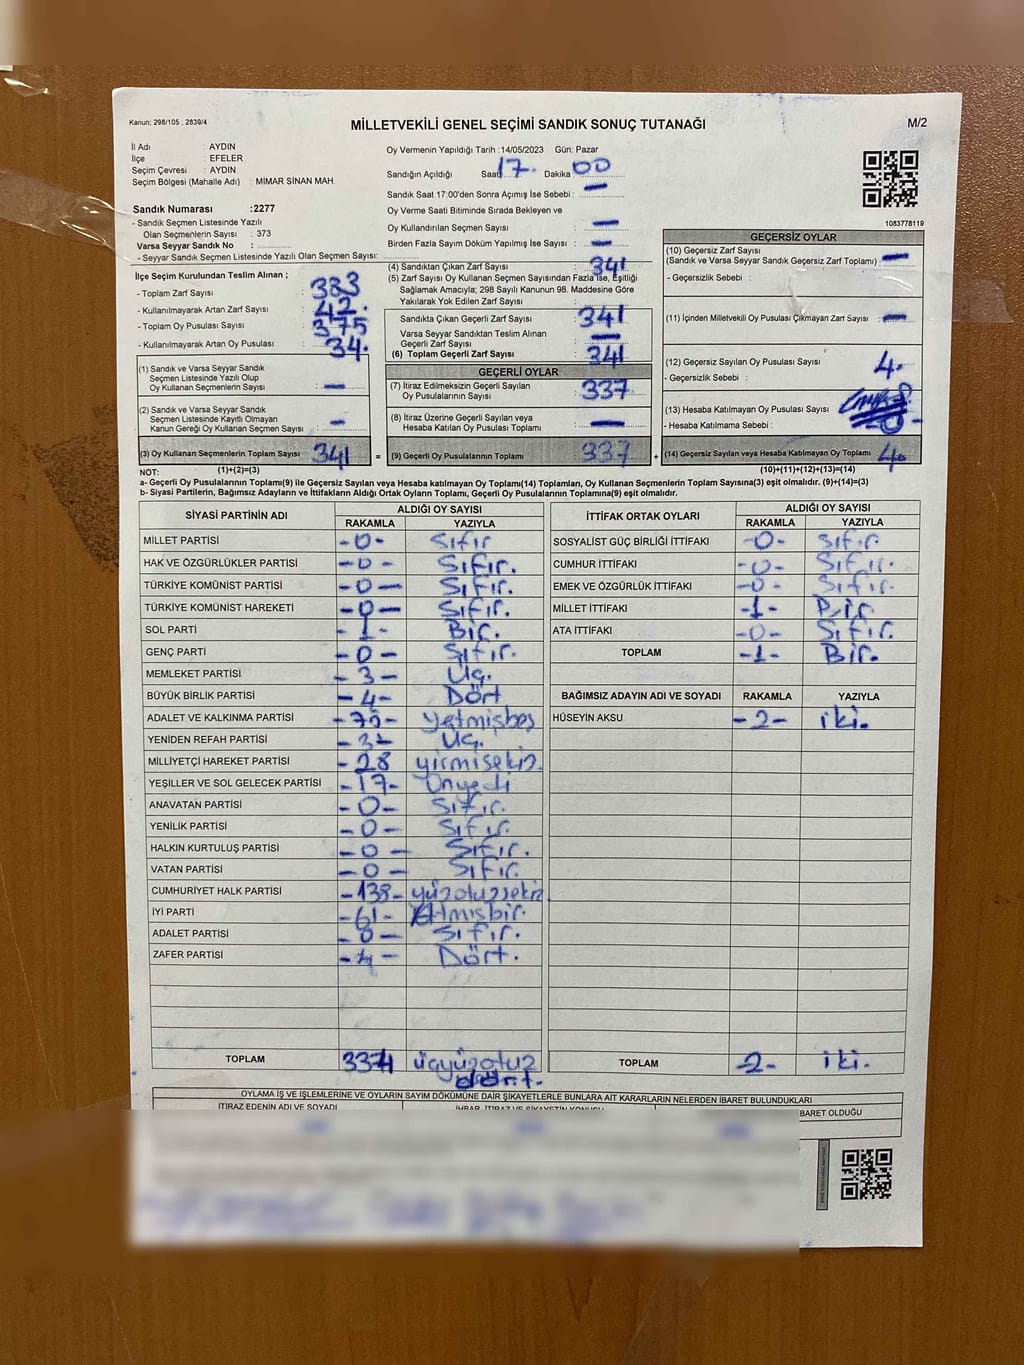 Kanun: 298/105 , 2839/4
MİLLETVEKİLİ GENEL SEÇİMİ SANDIK SONUÇ TUTANAĞI
M/2
İl Adı : AYDIN
İlçe : EFELER
Seçim Çevresi : AYDIN
Seçim Bölgesi (Mahalle Adı) : MİMAR SİNAN MAH.
Sandık Numarası :2277
- Sandık Seçmen Listesinde Yazılı
Olan Seçmenlerin Sayısı : 373
Varsa Seyyar Sandık No :
- Seyyar Sandık Seçmen Listesinde Yazılı Olan Seçmen Sayısı:
Oy Vermenin Yapıldığı Tarih :14/05/2023 Gün: Pazar
Sandığın Açıldığı Saat 17. Dakika 00
Sandık Saat 17:00'den Sonra Açımış İse Sebebi : —
Oy Verme Saati Bitiminde Sırada Bekleyen ve
Oy Kullandırılan Seçmen Sayısı : —
Birden Fazla Sayım Döküm Yapılmış İse Sayısı : —
1083778119
İlçe Seçim Kurulundan Teslim Alınan ;
- Toplam Zarf Sayısı : 383
- Kullanılmayarak Artan Zarf Sayısı : 42.
- Toplam Oy Pusulası Sayısı : 375
- Kullanılmayarak Artan Oy Pusulası : 34.
(1) Sandık ve Varsa Seyyar Sandık
Seçmen Listesinde Yazılı Olup
Oy Kullanan Seçmenlerin Sayısı : —
(2) Sandık ve Varsa Seyyar Sandık
Seçmen Listesinde Kayıtlı Olmayan
Kanun Gereği Oy Kullanan Seçmen Sayısı : —
(3) Oy Kullanan Seçmenlerin Toplam Sayısı 341 =
(1)+(2)=(3)
(4) Sandıktan Çıkan Zarf Sayısı : 341
(5) Zarf Sayısı Oy Kullanan Seçmen Sayısından Fazla İse, Eşitliği
Sağlamak Amacıyla; 298 Sayılı Kanunun 98. Maddesine Göre
Yakılarak Yok Edilen Zarf Sayısı :
Sandıkta Çıkan Geçerli Zarf Sayısı : 341
Varsa Seyyar Sandıktan Teslim Alınan
Geçerli Zarf Sayısı : —
(6) Toplam Geçerli Zarf Sayısı : 341
GEÇERLİ OYLAR
(7) İtiraz Edilmeksizin Geçerli Sayılan
Oy Pusulalarının Sayısı : 337
(8) İtiraz Üzerine Geçerli Sayılan veya
Hesaba Katılan Oy Pusulası Toplamı : —
(9) Geçerli Oy Pusulalarının Toplamı 337 +
GEÇERSİZ OYLAR
(10) Geçersiz Zarf Sayısı
(Sandık ve Varsa Seyyar Sandık Geçersiz Zarf Toplamı) : —
- Geçersizlik Sebebi :
(11) İçinden Milletvekili Oy Pusulası Çıkmayan Zarf Sayısı : —
(12) Geçersiz Sayılan Oy Pusulası Sayısı : 4.
- Geçersizlik Sebebi :
(13) Hesaba Katılmayan Oy Pusulası Sayısı
- Hesaba Katılmama Sebebi :
(14) Geçersiz Sayılan veya Hesaba Katılmayan Oy Toplamı 4.
(10)+(11)+(12)+(13)=(14)
NOT:
a- Geçerli Oy Pusulalarının Toplamı(9) ile Geçersiz Sayılan veya Hesaba katılmayan Oy Toplamı(14) Toplamları, Oy Kullanan Seçmenlerin Toplam Sayısına(3) eşit olmalıdır. (9)+(14)=(3)
b- Siyasi Partilerin, Bağımsız Adayların ve İttifakların Aldığı Ortak Oyların Toplamı, Geçerli Oy Pusulalarının Toplamına(9) eşit olmalıdır.
SİYASİ PARTİNİN ADI ALDIĞI OY SAYISI
RAKAMLA YAZIYLA
MİLLET PARTİSİ -0- Sıfır
HAK VE ÖZGÜRLÜKLER PARTİSİ -0- Sıfır.
TÜRKİYE KOMÜNİST PARTİSİ -0- Sıfır.
TÜRKİYE KOMÜNİST HAREKETİ -0- Sıfır.
SOL PARTİ -1- Bir.
GENÇ PARTİ -0- Sıfır.
MEMLEKET PARTİSİ -3- Üç.
BÜYÜK BİRLİK PARTİSİ -4- Dört
ADALET VE KALKINMA PARTİSİ -75- yetmişbeş
YENİDEN REFAH PARTİSİ -3- Üç.
MİLLİYETÇİ HAREKET PARTİSİ -28 yirmisekiz
YEŞİLLER VE SOL GELECEK PARTİSİ -17- Onyedi
ANAVATAN PARTİSİ -0- Sıfır.
YENİLİK PARTİSİ -0- Sıfır.
HALKIN KURTULUŞ PARTİSİ -0- Sıfır.
VATAN PARTİSİ -0- Sıfır.
CUMHURİYET HALK PARTİSİ -138- yüzotuzsekiz
İYİ PARTİ -61- Altmışbir.
ADALET PARTİSİ -0- Sıfır.
ZAFER PARTİSİ -4- Dört.
TOPLAM 334 üçyüzotuz
dört.
İTTİFAK ORTAK OYLARI ALDIĞI OY SAYISI
RAKAMLA YAZIYLA
SOSYALİST GÜÇ BİRLİĞİ İTTİFAKI -0- Sıfır
CUMHUR İTTİFAKI -0- Sıfır.
EMEK VE ÖZGÜRLÜK İTTİFAKI -0- Sıfır
MİLLET İTTİFAKI -1- Bir.
ATA İTTİFAKI -0- Sıfır.
TOPLAM -1- Bir.
BAĞIMSIZ ADAYIN ADI VE SOYADI RAKAMLA YAZIYLA
HÜSEYİN AKSU -2- iki.
TOPLAM -2- iki.
OYLAMA İŞ VE İŞLEMLERİNE VE OYLARIN SAYIM DÖKÜMÜNE DAİR ŞİKAYETLERLE BUNLARA AİT KARARLARIN NELERDEN İBARET BULUNDUKLARI
İTİRAZ EDENİN ADI VE SOYADI İHBAR, İTİRAZ VE ŞİKAYETİN KONUSU BARET OLDUĞU